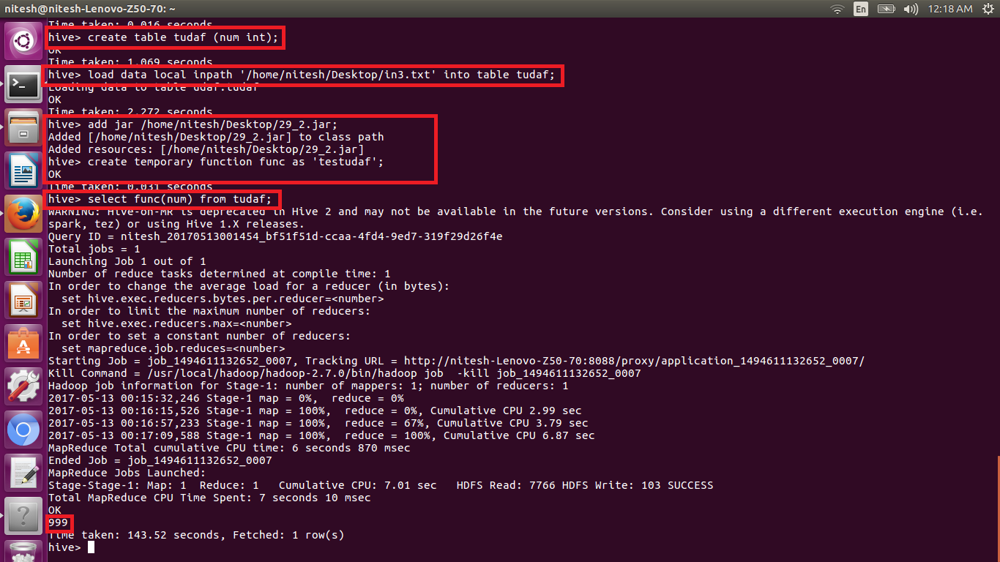 nitesh@nitesh-Lenovo-Z50-70: ~
En
12:18 AM
Time taken: 0.016 seconds
hive> create table tudaf (num int);
OK
Time taken: 1.069 seconds
hive> load data local inpath '/home/nitesh/Desktop/in3.txt' into table tudaf;
Loading data to table udaf.tudaf
OK
Time taken: 2.272 seconds
hive> add jar /home/nitesh/Desktop/29_2.jar;
Added [/home/nitesh/Desktop/29_2.jar] to class path
Added resources: [/home/nitesh/Desktop/29_2.jar]
hive> create temporary function func as 'testudaf';
OK
Time taken: 0.031 seconds
hive> select func(num) from tudaf;
WARNING: Hive-on-MR is deprecated in Hive 2 and may not be available in the future versions. Consider using a different execution engine (i.e.
spark, tez) or using Hive 1.X releases.
Query ID = nitesh_20170513001454_bf51f51d-ccaa-4fd4-9ed7-319f29d26f4e
Total jobs = 1
Launching Job 1 out of 1
Number of reduce tasks determined at compile time: 1
In order to change the average load for a reducer (in bytes):
  set hive.exec.reducers.bytes.per.reducer=<number>
In order to limit the maximum number of reducers:
  set hive.exec.reducers.max=<number>
In order to set a constant number of reducers:
  set mapreduce.job.reduces=<number>
Starting Job = job_1494611132652_0007, Tracking URL = http://nitesh-Lenovo-Z50-70:8088/proxy/application_1494611132652_0007/
Kill Command = /usr/local/hadoop/hadoop-2.7.0/bin/hadoop job  -kill job_1494611132652_0007
Hadoop job information for Stage-1: number of mappers: 1; number of reducers: 1
2017-05-13 00:15:32,246 Stage-1 map = 0%,  reduce = 0%
2017-05-13 00:16:15,526 Stage-1 map = 100%,  reduce = 0%, Cumulative CPU 2.99 sec
2017-05-13 00:16:57,233 Stage-1 map = 100%,  reduce = 67%, Cumulative CPU 3.79 sec
2017-05-13 00:17:09,588 Stage-1 map = 100%,  reduce = 100%, Cumulative CPU 6.87 sec
MapReduce Total cumulative CPU time: 6 seconds 870 msec
Ended Job = job_1494611132652_0007
MapReduce Jobs Launched:
Stage-Stage-1: Map: 1  Reduce: 1   Cumulative CPU: 7.01 sec   HDFS Read: 7766 HDFS Write: 103 SUCCESS
Total MapReduce CPU Time Spent: 7 seconds 10 msec
OK
999
Time taken: 143.52 seconds, Fetched: 1 row(s)
hive>